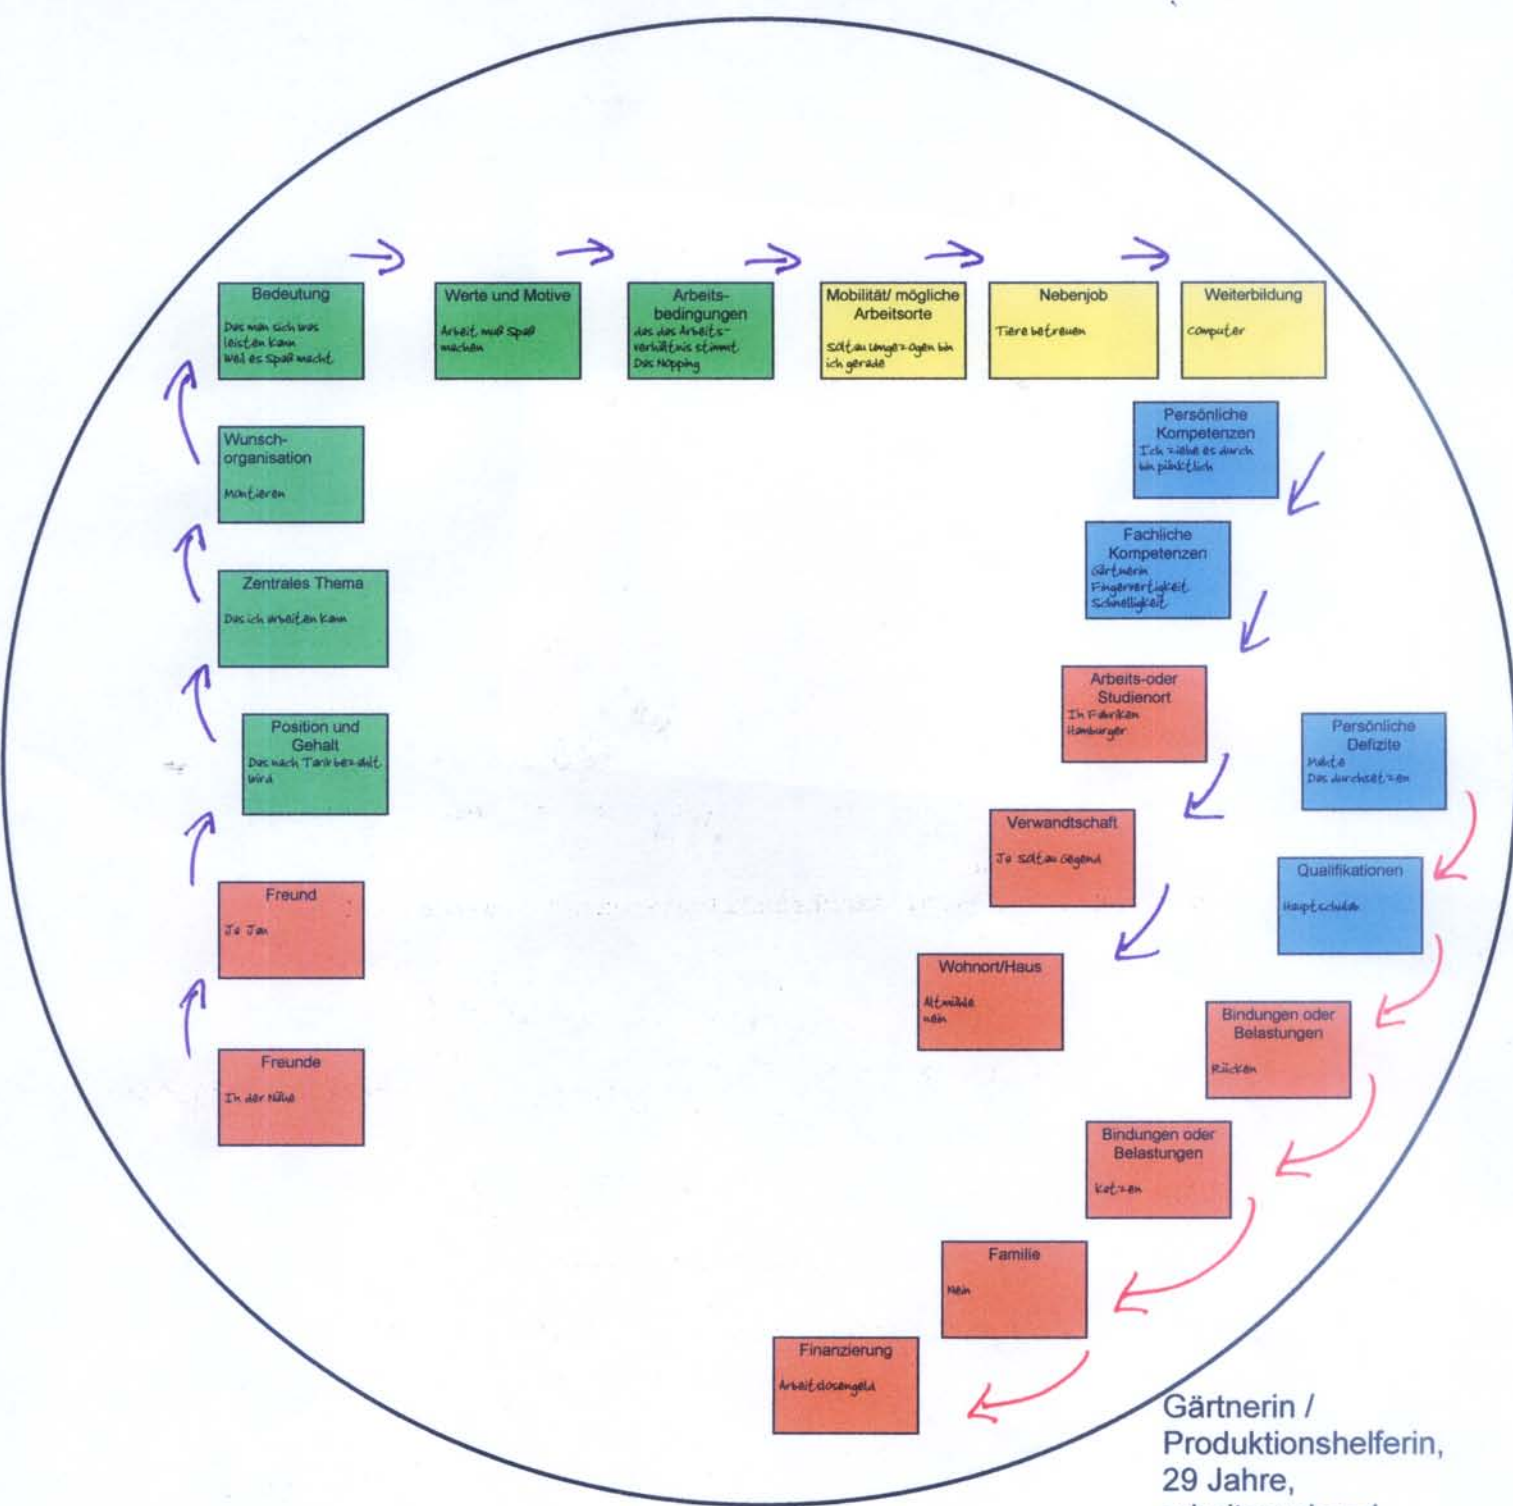 Bedeutung
Das man sich was
leisten kann
Weil es Spaß macht
Werte und Motive
Arbeit muß Spaß
machen
Arbeits-
bedingungen
das das Arbeits-
verhältnis stimmt
Das Mopping
Mobilität/ mögliche
Arbeitsorte
Soltau umgezogen bin
ich gerade
Nebenjob
Tiere betreuen
Weiterbildung
Computer
Persönliche
Kompetenzen
Ich ziehe es durch
bin pünktlich
Wunsch-
organisation
Montieren
Fachliche
Kompetenzen
Gärtnerin
Fingervertigkeit
Schnelligkeit
Zentrales Thema
Das ich arbeiten kann
Arbeits-oder
Studienort
In Fabriken
Hamburger
Position und
Gehalt
Das nach Tarif bezahlt
wird
Persönliche
Defizite
Das durchsetzen
Verwandtschaft
Ja Soltau Gegend
Qualifikationen
Freund
Ja Jan
Wohnort/Haus
nein
Bindungen oder
Belastungen
Rücken
Freunde
In der Nähe
Bindungen oder
Belastungen
Katzen
Familie
Nein
Finanzierung
Arbeitslosengeld
Gärtnerin /
Produktionshelferin,
29 Jahre,